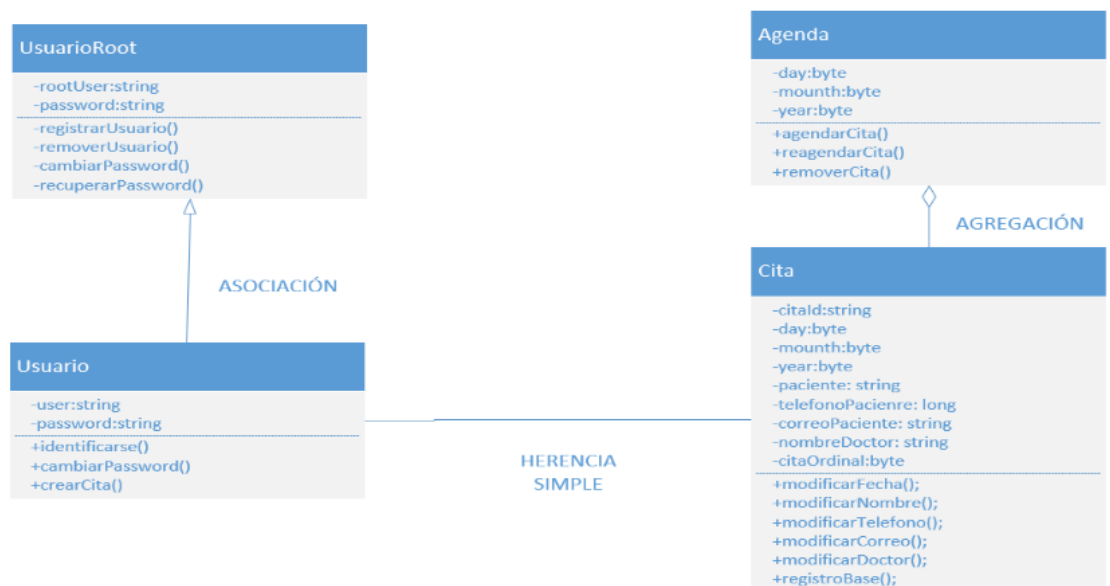 UsuarioRoot
-rootUser:string
-password:string
-registrarUsuario()
-removerUsuario()
-cambiarPassword()
-recuperarPassword()
Agenda
-day:byte
-mounth:byte
-year:byte
+agendarCita()
+reagendarCita()
+removerCita()
AGREGACIÓN
ASOCIACIÓN
Usuario
-user:string
-password:string
+identificarse()
+cambiarPassword()
+crearCita()
HERENCIA
SIMPLE
Cita
-citaId:string
-day:byte
-mounth:byte
-year:byte
-paciente: string
-telefonoPacienre: long
-correoPaciente: string
-nombreDoctor: string
-citaOrdinal:byte
+modificarFecha();
+modificarNombre();
+modificarTelefono();
+modificarCorreo();
+modificarDoctor();
+registroBase();